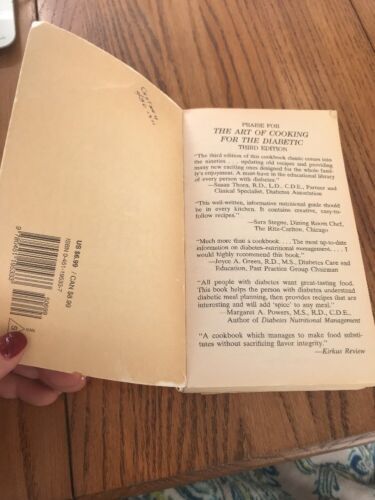 PRAISE FOR
THE ART OF COOKING
FOR THE DIABETIC
THIRD EDITION
"The third edition of this cookbook classic comes into
the nineties . . . updating old recipes and providing
many new exciting ones designed for the whole fami-
ly's enjoyment. A must-have in the educational library
of every person with diabetes."
—Susan Thom, R.D., L.D., C.D.E., Partner and
Clinical Specialist, Diabetes Association
"This well-written, informative nutritional guide should
be in every kitchen. It contains creative, easy-to-
follow recipes."
—Sara Stegne, Dining Room Chef,
The Ritz-Carlton, Chicago
"Much more than a cookbook. . . . The most up-to-date
information on diabetes-nutritional management. . . . I
would highly recommend this book."
—Joyce A. Green, R.D., M.S., Diabetes Care and
Education, Past Practice Group Chairman
"All people with diabetes want great-tasting food.
This book helps the person with diabetes understand
diabetic meal planning, then provides recipes that are
interesting and will add 'spice' to any meal."
—Margaret A. Powers, M.S., R.D., C.D.E.,
Author of Diabetes Nutritional Management
"A cookbook which manages to make food substi-
tutes without sacrificing flavor integrity."
—Kirkus Review
US $6.99 / CAN $8.99
50699